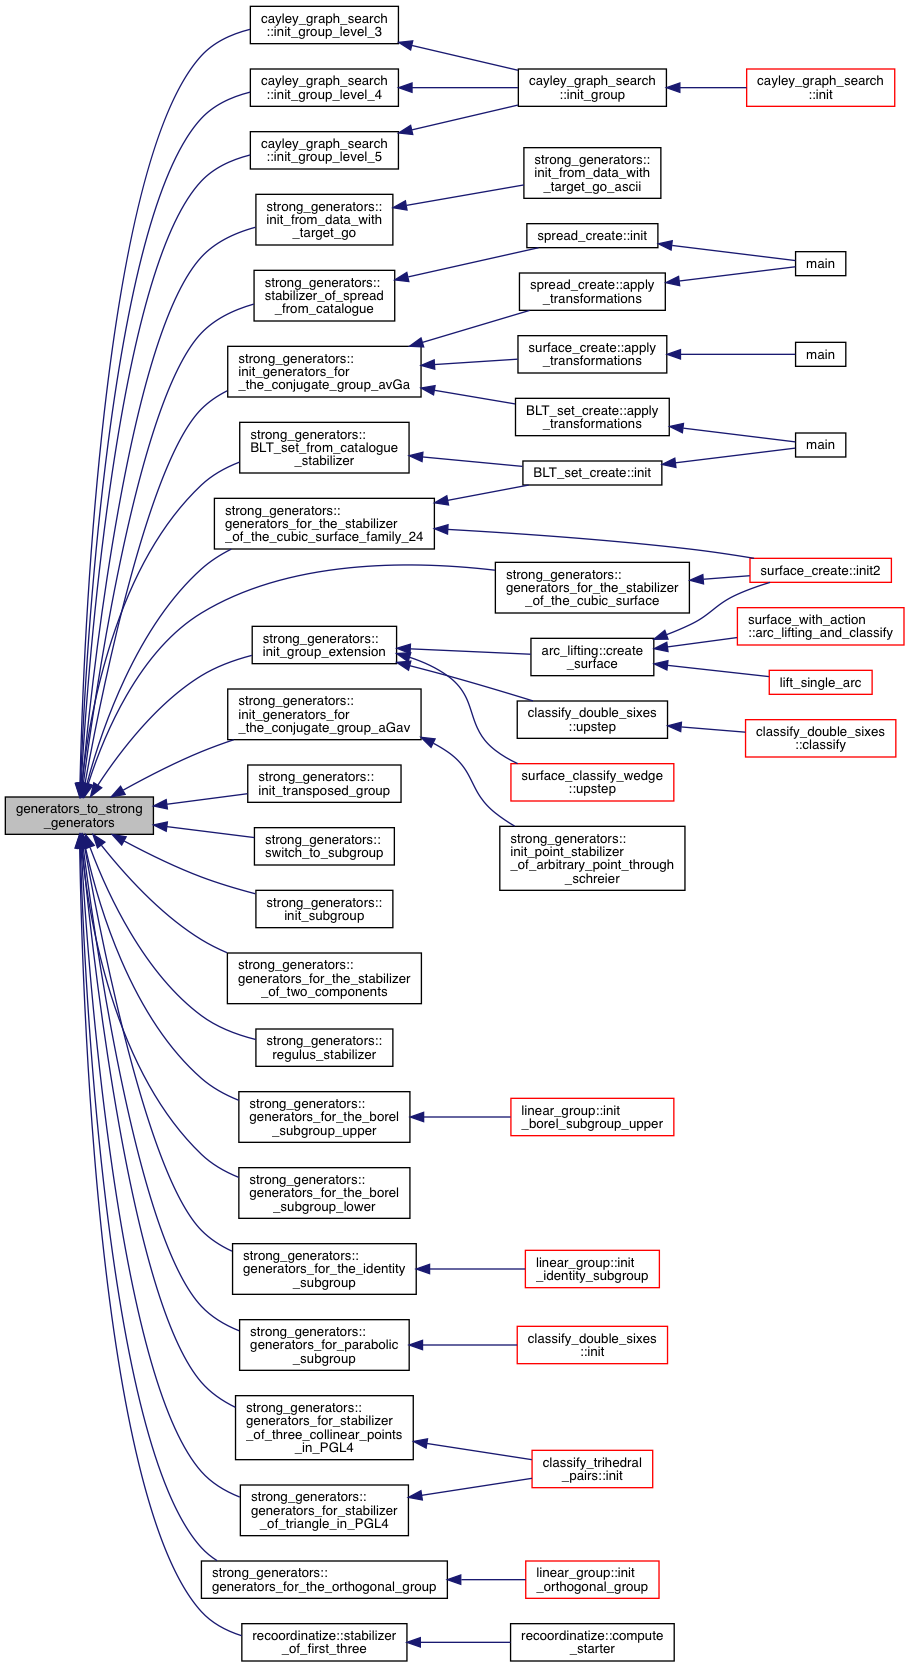 cayley_graph_search
::init_group_level_3
cayley_graph_search
::init_group_level_4
cayley_graph_search
::init_group
cayley_graph_search
::init
cayley_graph_search
::init_group_level_5
strong_generators::
init_from_data_with
_target_go_ascii
strong_generators::
init_from_data_with
_target_go
spread_create::init
main
strong_generators::
stabilizer_of_spread
_from_catalogue
spread_create::apply
_transformations
strong_generators::
init_generators_for
_the_conjugate_group_avGa
surface_create::apply
_transformations
main
BLT_set_create::apply
_transformations
main
strong_generators::
BLT_set_from_catalogue
_stabilizer
BLT_set_create::init
strong_generators::
generators_for_the_stabilizer
_of_the_cubic_surface_family_24
surface_create::init2
strong_generators::
generators_for_the_stabilizer
_of_the_cubic_surface
surface_with_action
::arc_lifting_and_classify
strong_generators::
init_group_extension
arc_lifting::create
_surface
lift_single_arc
classify_double_sixes
::upstep
classify_double_sixes
::classify
strong_generators::
init_generators_for
_the_conjugate_group_aGav
surface_classify_wedge
::upstep
strong_generators::
init_transposed_group
generators_to_strong
_generators
strong_generators::
switch_to_subgroup
strong_generators::
init_point_stabilizer
_of_arbitrary_point_through
_schreier
strong_generators::
init_subgroup
strong_generators::
generators_for_the_stabilizer
_of_two_components
strong_generators::
regulus_stabilizer
strong_generators::
generators_for_the_borel
_subgroup_upper
linear_group::init
_borel_subgroup_upper
strong_generators::
generators_for_the_borel
_subgroup_lower
strong_generators::
generators_for_the_identity
_subgroup
linear_group::init
_identity_subgroup
strong_generators::
generators_for_parabolic
_subgroup
classify_double_sixes
::init
strong_generators::
generators_for_stabilizer
_of_three_collinear_points
_in_PGL4
classify_trihedral
_pairs::init
strong_generators::
generators_for_stabilizer
_of_triangle_in_PGL4
strong_generators::
generators_for_the_orthogonal_group
linear_group::init
_orthogonal_group
recoordinatize::stabilizer
_of_first_three
recoordinatize::compute
_starter